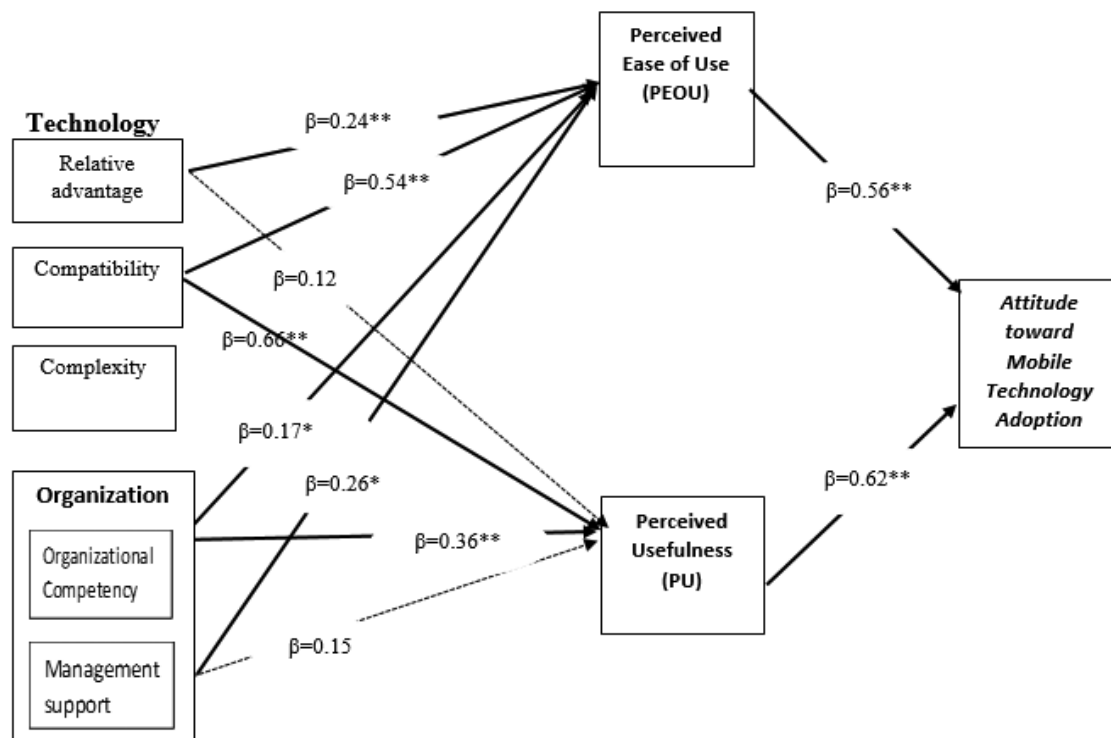 Perceived
Ease of Use
(PEOU)
Technology
β=0.24**
Relative
advantage
β=0.54**
β=0.56**
Compatibility
β=0.12
Attitude
toward
Mobile
Technology
Adoption
β=0.66**
Complexity
β=0.17*
β=0.26*
β=0.62**
Organization
Perceived
Usefulness
(PU)
β=0.36**
Organizational
Competency
β=0.15
Management
support